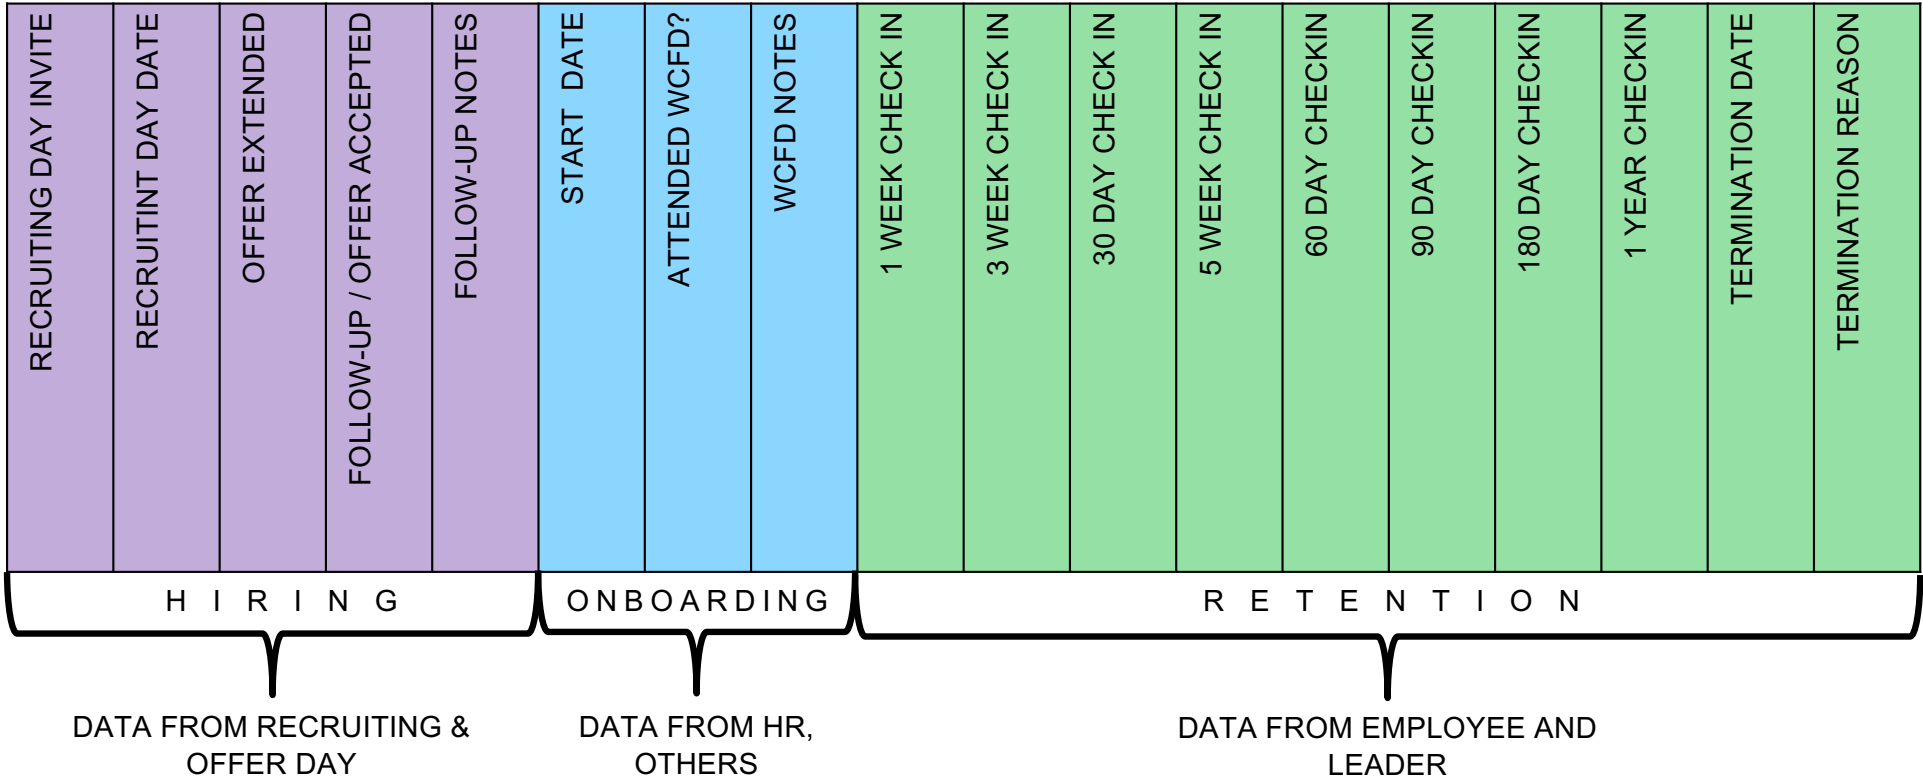 RECRUITING DAY INVITE
RECRUITINT DAY DATE
OFFER EXTENDED
FOLLOW-UP / OFFER ACCEPTED
FOLLOW-UP NOTES
START DATE
ATTENDED WCFD?
WCFD NOTES
1 WEEK CHECK IN
3 WEEK CHECK IN
30 DAY CHECK IN
5 WEEK CHECK IN
60 DAY CHECKIN
90 DAY CHECKIN
180 DAY CHECKIN
1 YEAR CHECKIN
TERMINATION DATE
TERMINATION REASON
H I R I N G
ONBOARDING
R E T E N T I O N
DATA FROM RECRUITING &
OFFER DAY
DATA FROM HR,
OTHERS
DATA FROM EMPLOYEE AND
LEADER